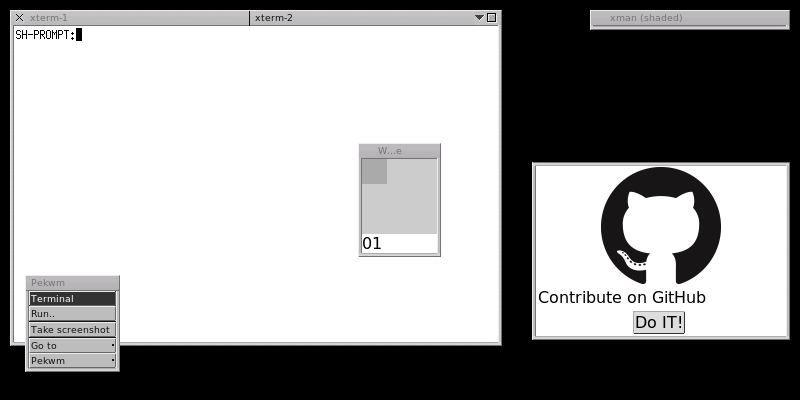 xterm-1
xterm-2
xman (shaded)
SH-PROMPT:
W...e
01
Contribute on GitHub
Do IT!
Pekwm
Terminal
Run..
Take screenshot
Go to
Pekwm